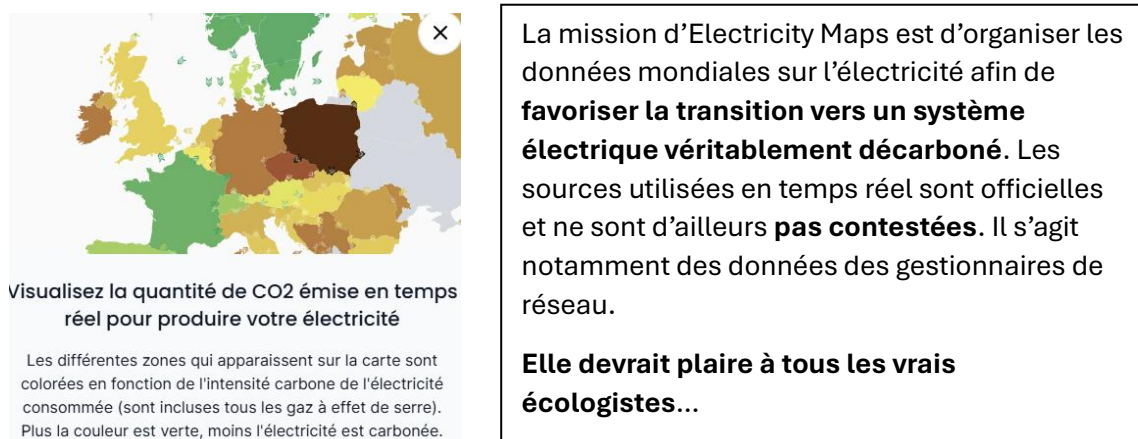 Visualisez la quantité de CO2 émise en temps
réel pour produire votre électricité
Les différentes zones qui apparaissent sur la carte sont
colorées en fonction de l'intensité carbone de l'électricité
consommée (sont incluses tous les gaz à effet de serre).
Plus la couleur est verte, moins l'électricité est carbonée.
La mission d’Electricity Maps est d’organiser les
données mondiales sur l’électricité afin de
favoriser la transition vers un système
électrique véritablement décarboné. Les
sources utilisées en temps réel sont officielles
et ne sont d’ailleurs pas contestées. Il s’agit
notamment des données des gestionnaires de
réseau.
Elle devrait plaire à tous les vrais
écologistes…